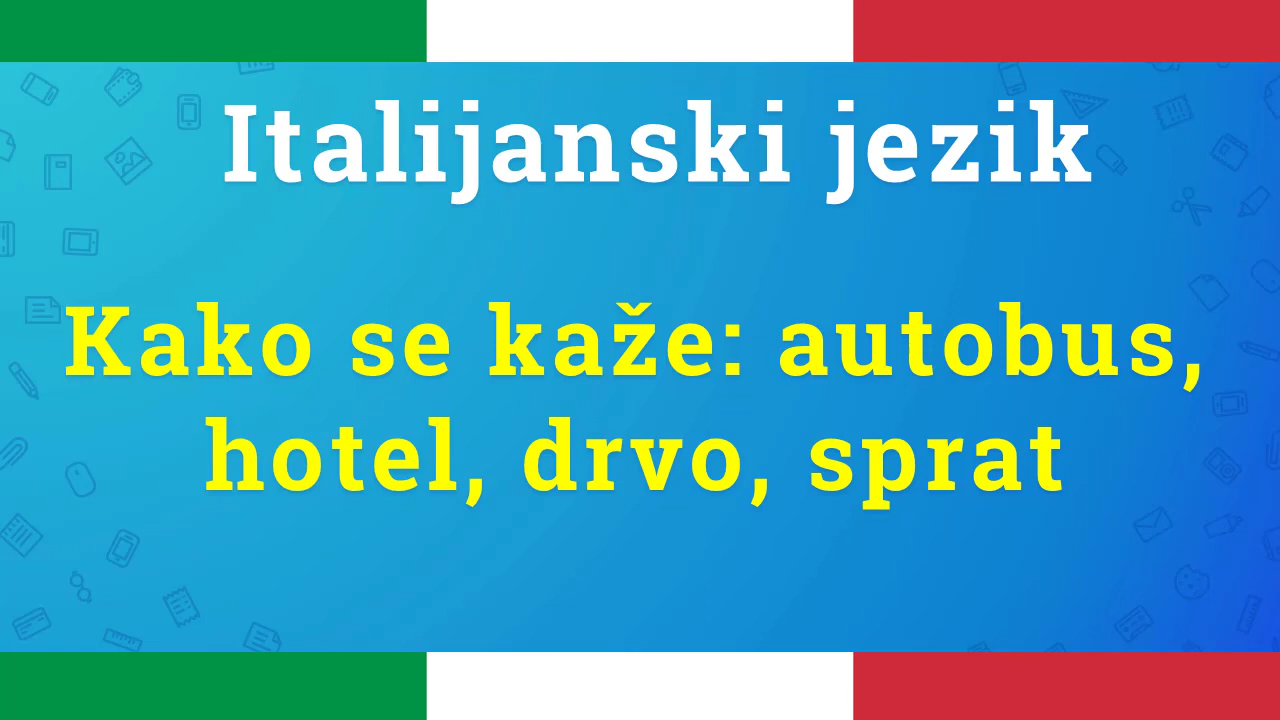 Italijanski jezik
Kako se kaže: autobus,
hotel, drvo, sprat